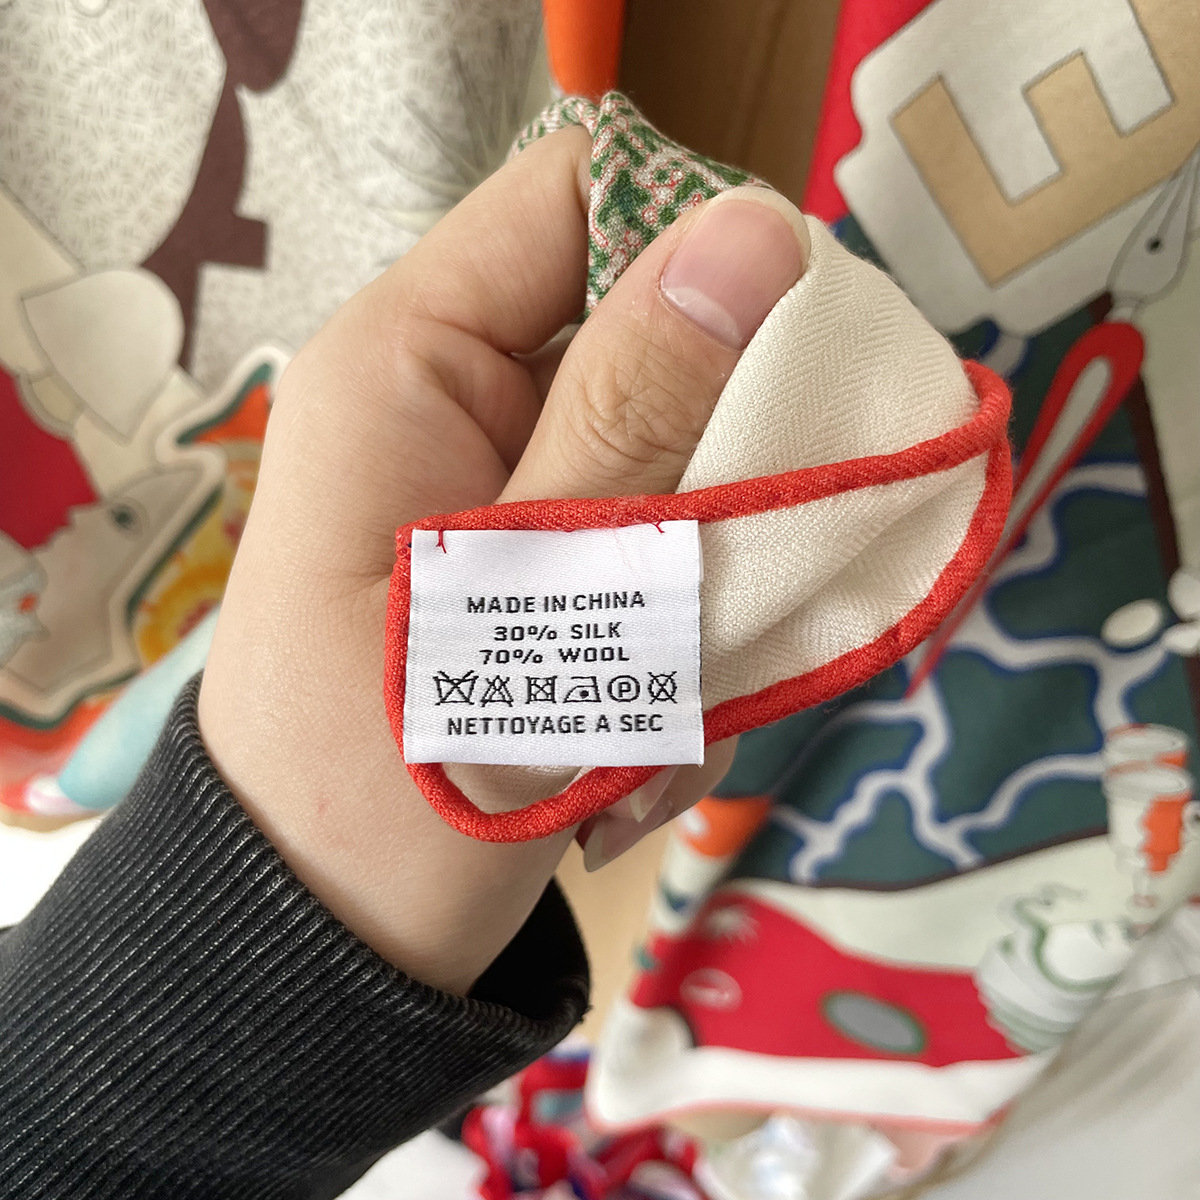 E
MADE IN CHINA
30% SILK
70% WOOL
P
NETTOYAGE A SEC